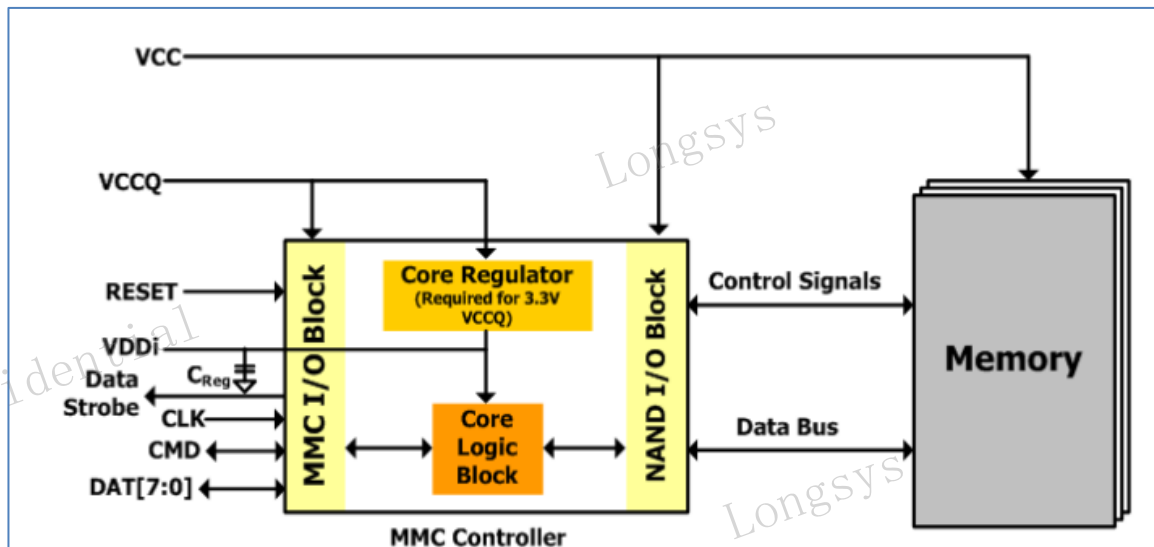 VCC
Longsys
VCCQ
Core Regulator
(Required for 3.3V
VCCQ)
RESET
MMC I/O Block
NAND I/O Block
Control Signals
Memory
VDDi
CReg
idential
Data
Strobe
CLK
CMD
DAT[7:0]
Core
Logic
Block
Data Bus
Longsys
MMC Controller